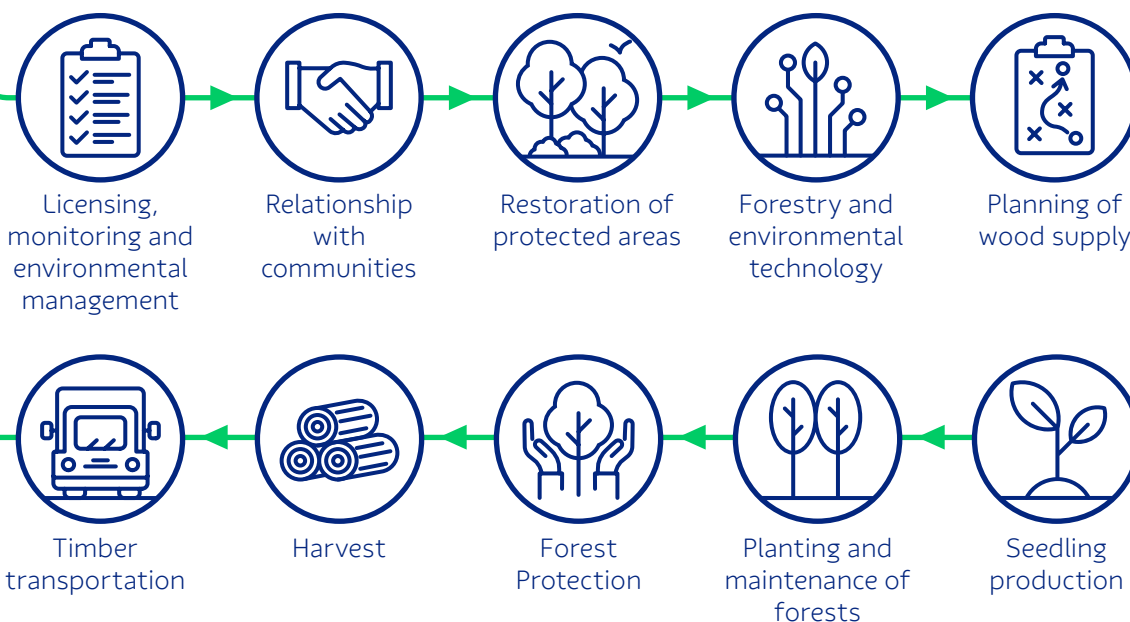 Licensing,
monitoring and
environmental
management
Relationship
with
communities
Restoration of
protected areas
Forestry and
environmental
technology
Planning of
wood supply
Timber
transportation
Harvest
Forest
Protection
Planting and
maintenance of
forests
Seedling
production